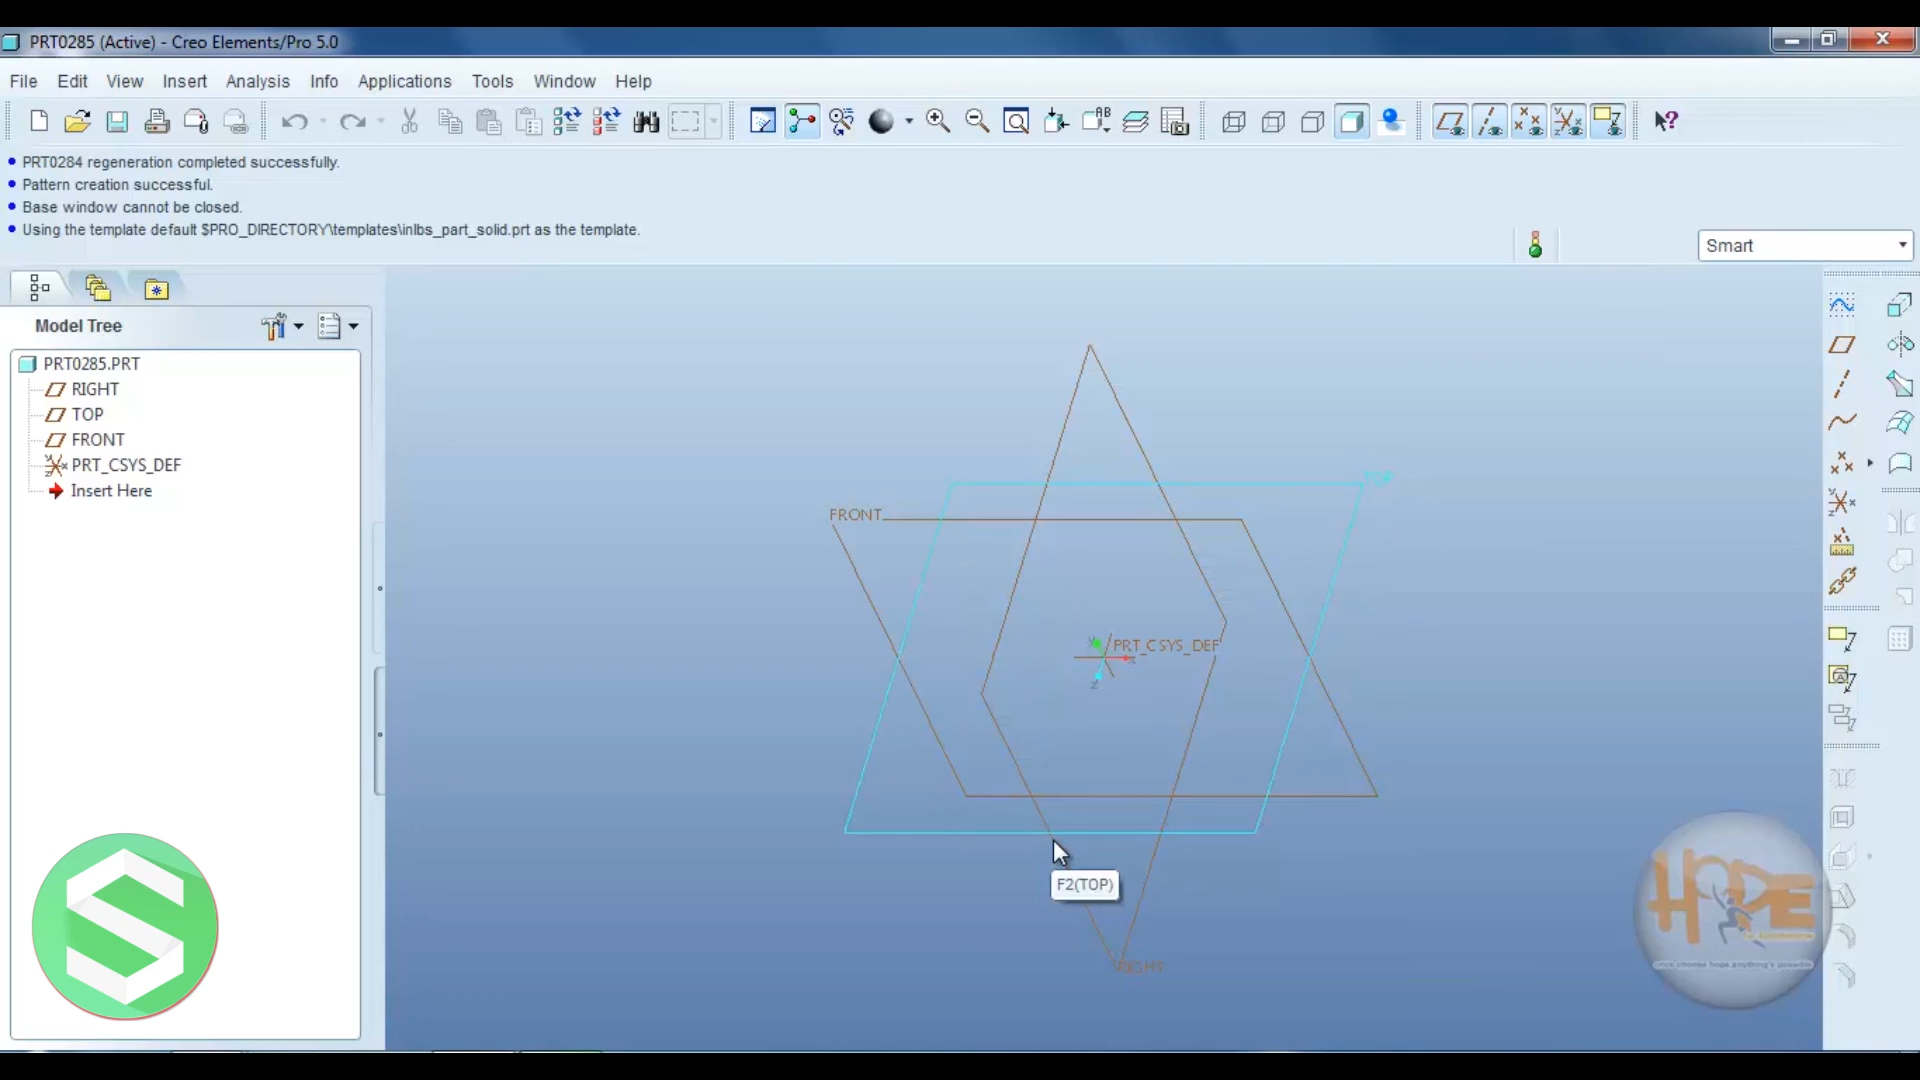 PRT0285 (Active) - Creo Elements/Pro 5.0
File Edit View Insert Analysis Info Applications Tools Window Help
PRT0284 regeneration completed successfully.
Pattern creation successful.
Base window cannot be closed.
Using the template default $PRO_DIRECTORY\templates\inlbs_part_solid.prt as the template.
Smart
Model Tree
PRT0285.PRT
RIGHT
TOP
FRONT
PRT_CSYS_DEF
Insert Here
TOP
FRONT
PRT_CSYS_DEF
F2(TOP)
RIGHT
HOPE